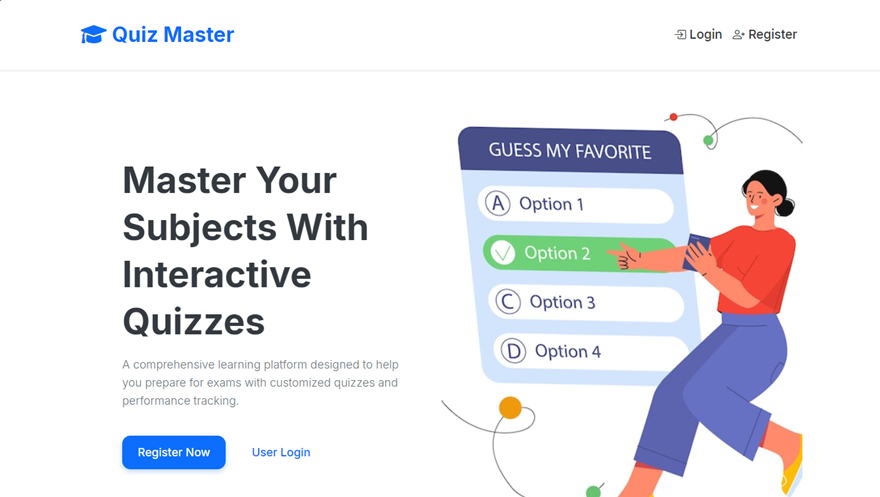 Quiz Master
Login
Register
Master Your
Subjects With
Interactive
Quizzes
A comprehensive learning platform designed to help
you prepare for exams with customized quizzes and
performance tracking.
Register Now
User Login
GUESS MY FAVORITE
A Option 1
Option 2
C Option 3
D Option 4